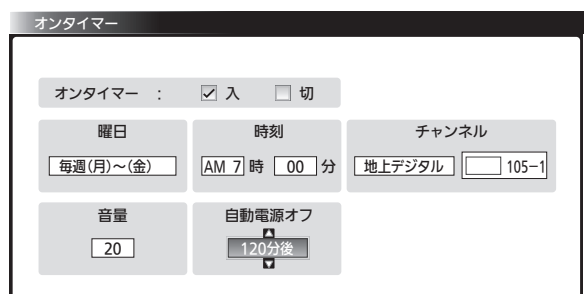 オンタイマー
オンタイマー : 入 切
曜日 時刻 チャンネル
毎週(月)～(金) AM 7 時 00 分 地上デジタル 105-1
音量 自動電源オフ
20 120分後